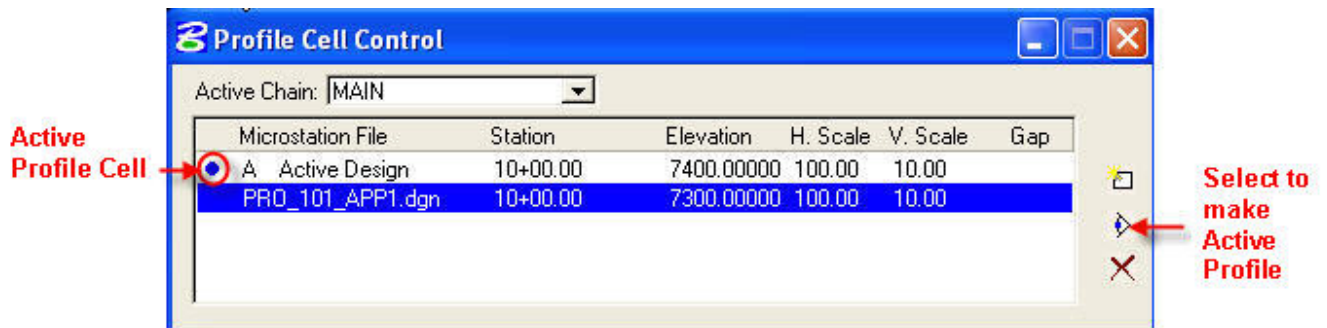 Profile Cell Control
Active Chain: MAIN
Microstation File Station Elevation H. Scale V. Scale Gap
A Active Design 10+00.00 7400.00000 100.00 10.00
PRO_101_APP1.dgn 10+00.00 7300.00000 100.00 10.00
Active
Profile Cell
Select to
make
Active
Profile